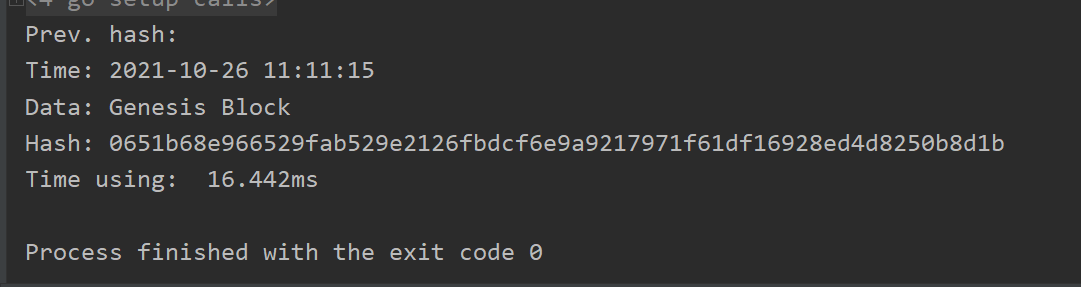 <4 go setup calls>
Prev. hash:
Time: 2021-10-26 11:11:15
Data: Genesis Block
Hash: 0651b68e966529fab529e2126fbdcf6e9a9217971f61df16928ed4d8250b8d1b
Time using:  16.442ms
Process finished with the exit code 0